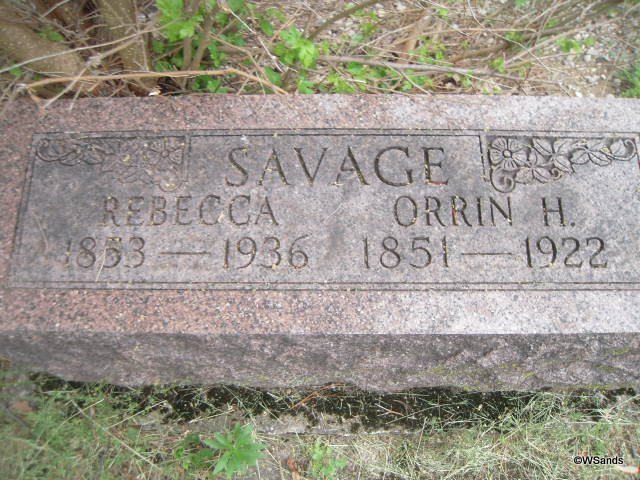 SAVAGE
REBECCA ORRIN H.
1853 — 1936 1851 — 1922
©WSands